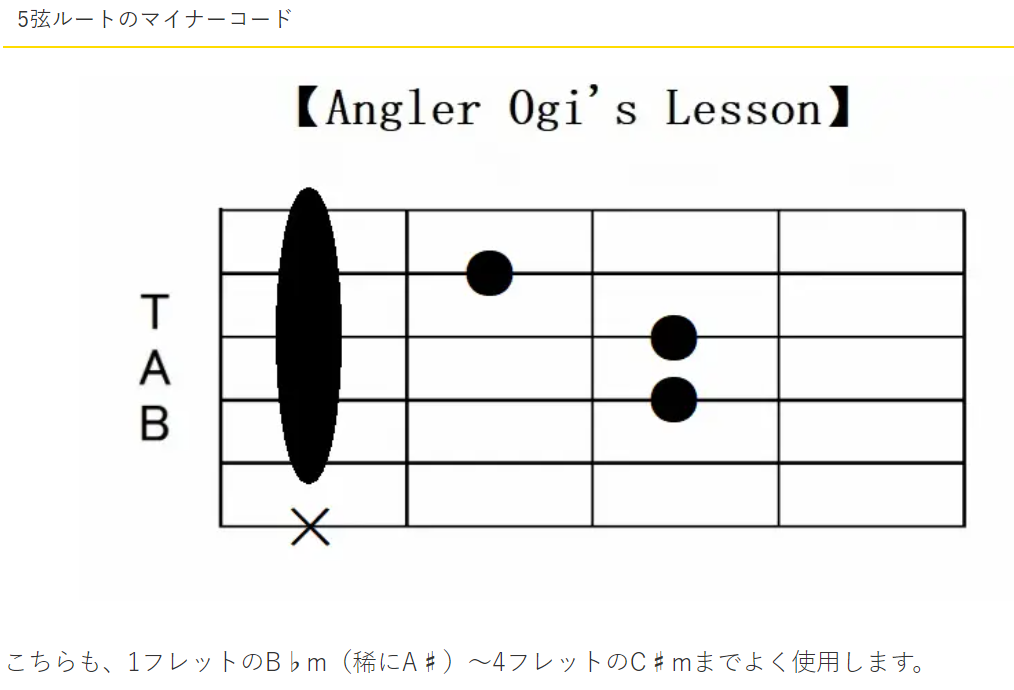 5弦ルートのマイナーコード
【Angler Ogi's Lesson】
T
A
B
×
こちらも、1フレットのB♭m（稀にA♯）～4フレットのC♯mまでよく使用します。